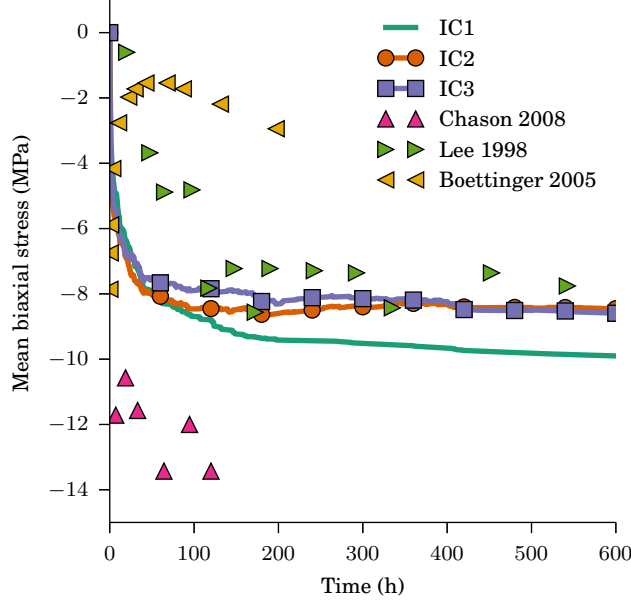 0
−2
−4
−6
−8
−10
−12
−14
Mean biaxial stress (MPa)
IC1
IC2
IC3
Chason 2008
Lee 1998
Boettinger 2005
0 100 200 300 400 500 600
Time (h)